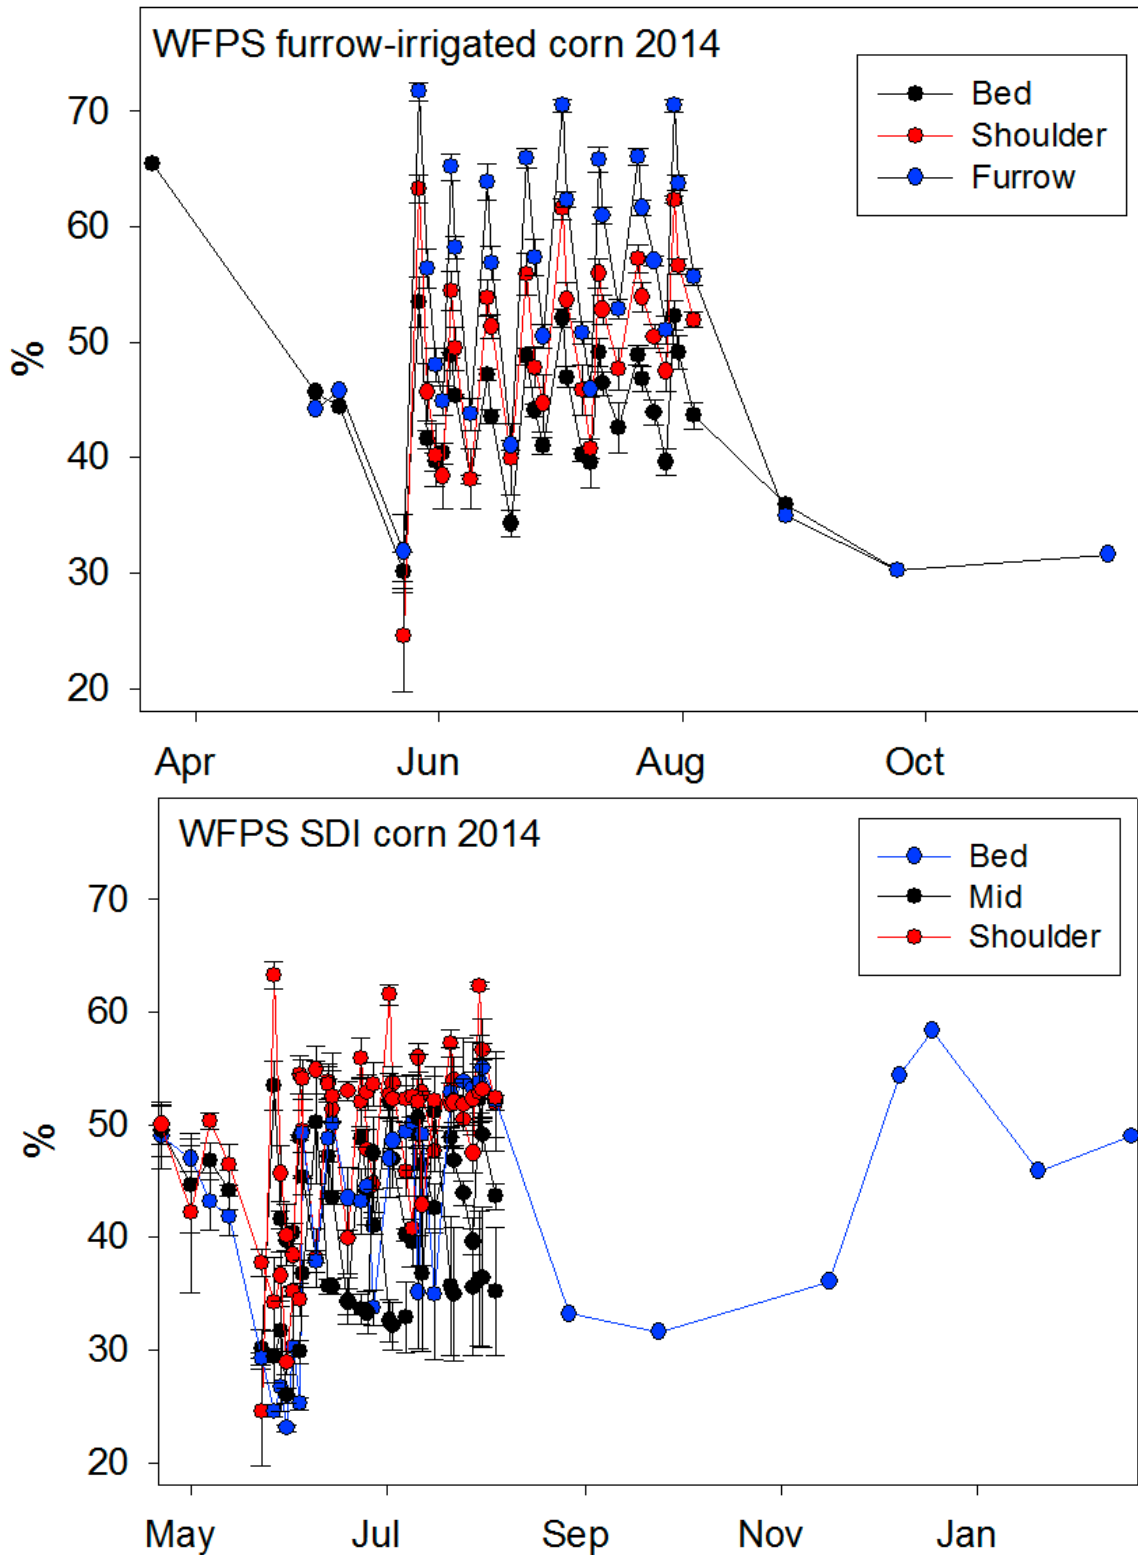 WFPS furrow-irrigated corn 2014
Bed
Shoulder
Furrow
%
70
60
50
40
30
20
Apr
Jun
Aug
Oct
WFPS SDI corn 2014
Bed
Mid
Shoulder
%
70
60
50
40
30
20
May
Jul
Sep
Nov
Jan